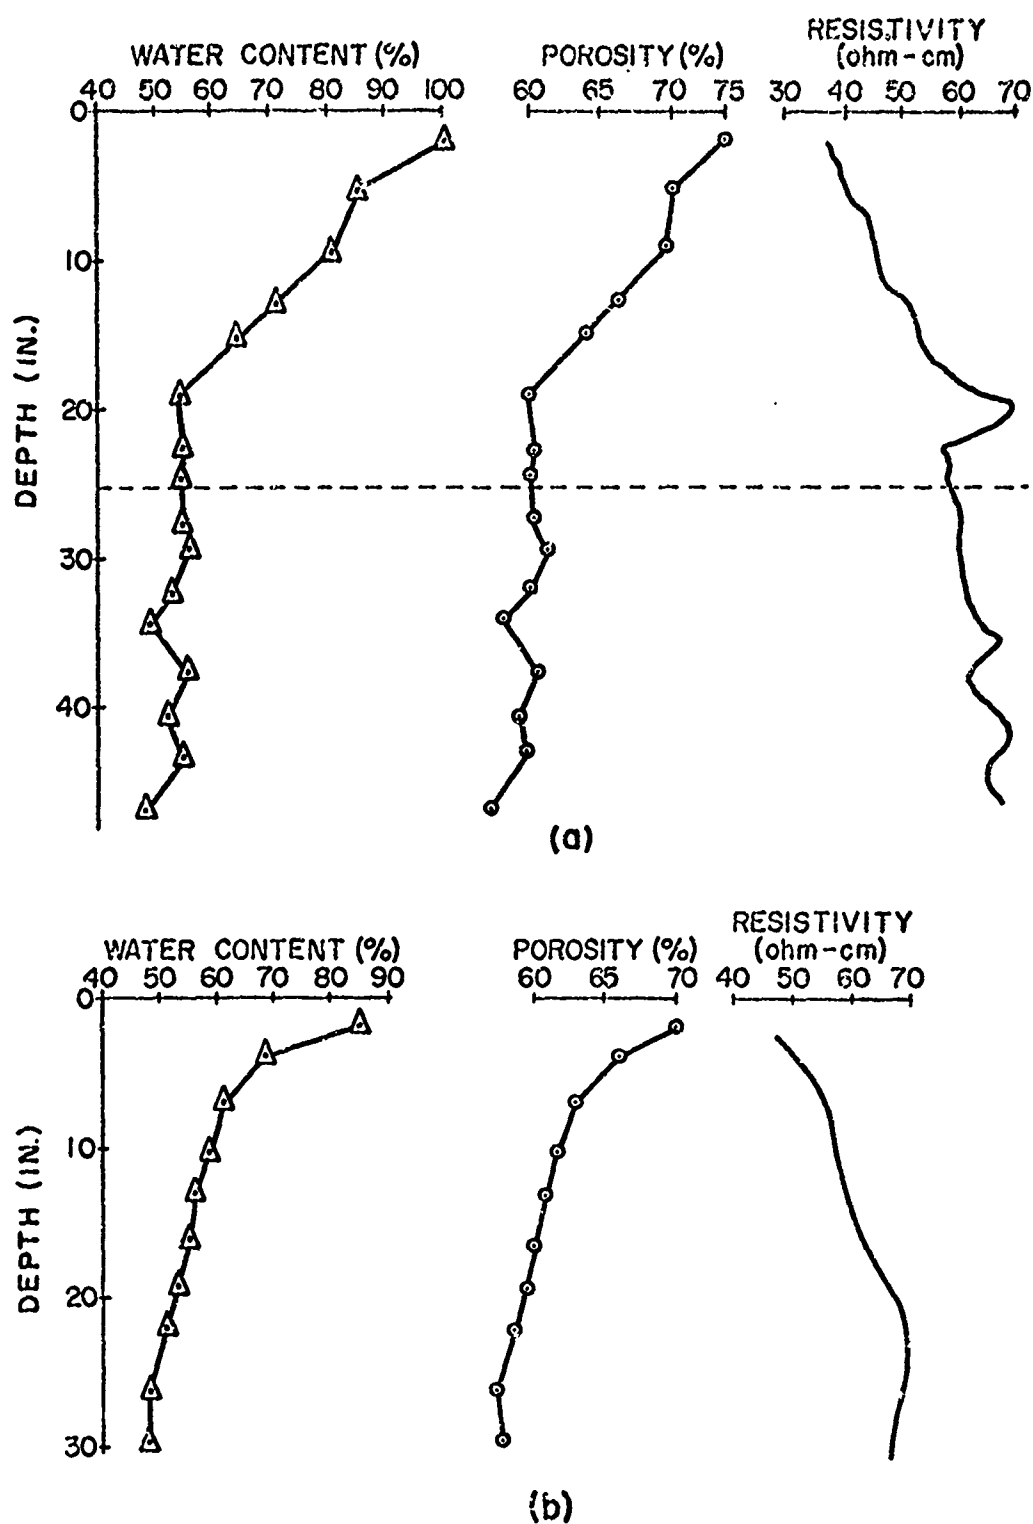 RESISTIVITY
WATER CONTENT (%) POROSITY (%) (ohm-cm)
40 50 60 70 80 90 100 60 65 70 75 30 40 50 60 70
0
10
20
30
40
DEPTH (IN.)
(a)
RESISTIVITY
WATER CONTENT (%) POROSITY (%) (ohm-cm)
40 50 60 70 80 90 60 65 70 40 50 60 70
0
10
20
30
DEPTH (IN.)
(b)